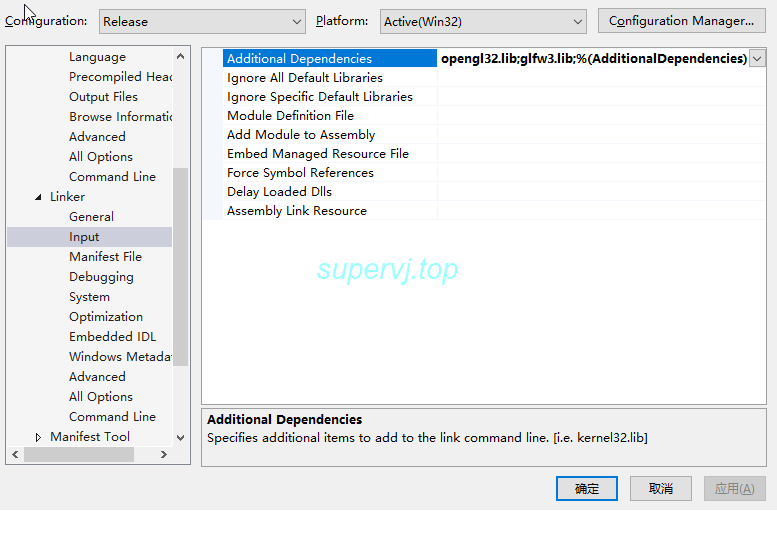 Configuration: Release Platform: Active(Win32) Configuration Manager...
Language
Precompiled Head
Output Files
Browse Informatio
Advanced
All Options
Command Line
Linker
General
Input
Manifest File
Debugging
System
Optimization
Embedded IDL
Windows Metada
Advanced
All Options
Command Line
Manifest Tool
Additional Dependencies opengl32.lib;glfw3.lib;%(AdditionalDependencies)
Ignore All Default Libraries
Ignore Specific Default Libraries
Module Definition File
Add Module to Assembly
Embed Managed Resource File
Force Symbol References
Delay Loaded Dlls
Assembly Link Resource
supervj.top
Additional Dependencies
Specifies additional items to add to the link command line. [i.e. kernel32.lib]
确定 取消 应用(A)